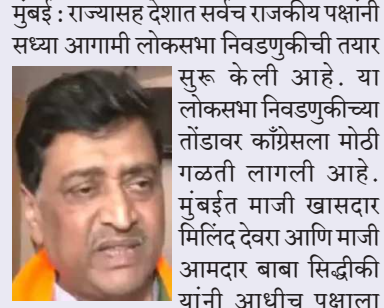 मुंबई : राज्यासह देशात सर्वच राजकीय पक्षांनी
सध्या आगामी लोकसभा निवडणुकीची तयार
सुरू केली आहे. या
लोकसभा निवडणुकीच्या
तोंडावर काँग्रेसला मोठी
गळती लागली आहे.
मुंबईत माजी खासदार
मिलिंद देवरा आणि माजी
आमदार बाबा सिद्धीकी
यांनी आधीच पक्षाला